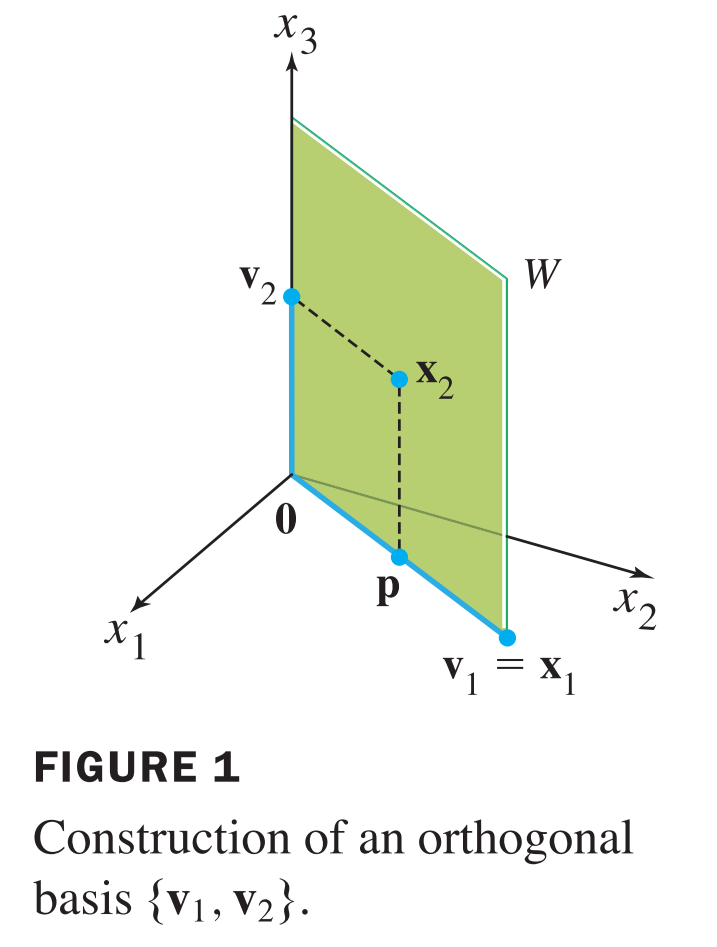 x₃
W
v₂
x₂
0
p
x₂
x₁
v₁ = x₁
FIGURE 1
Construction of an orthogonal
basis {v₁, v₂}.